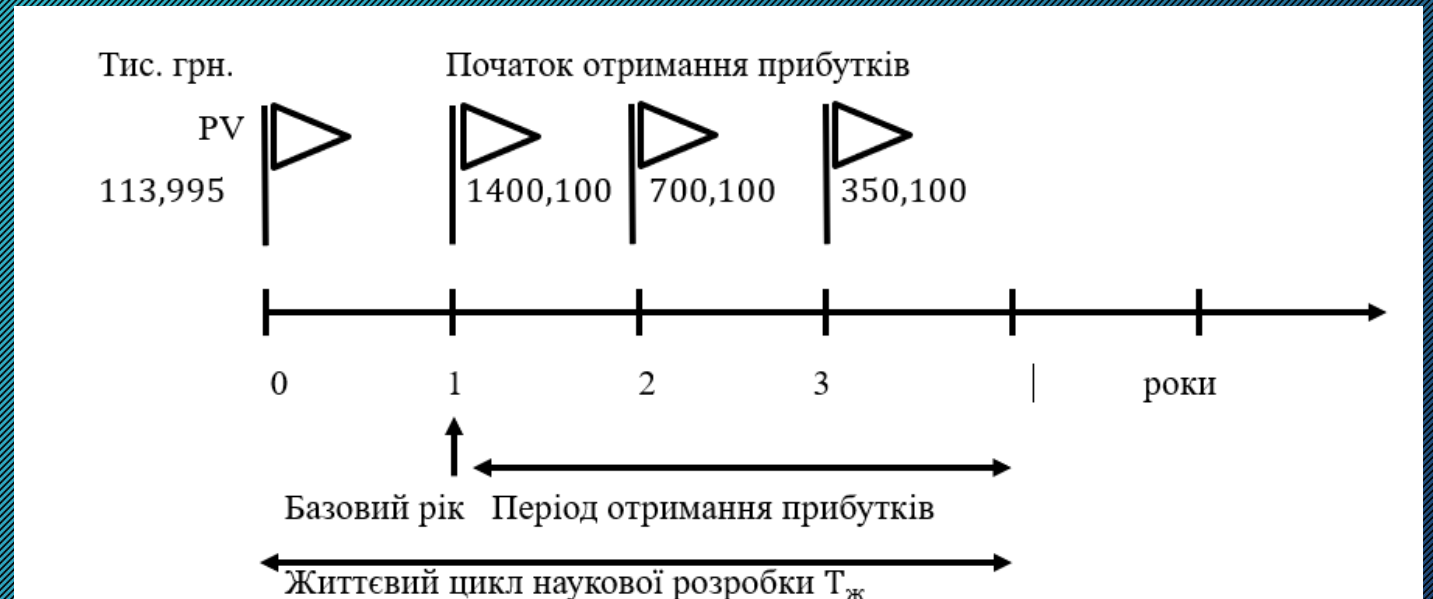 Тис. грн. Початок отримання прибутків
PV
113,995 1400,100 700,100 350,100
0 1 2 3 роки
Базовий рік Період отримання прибутків
Життєвий цикл наукової розробки Тж